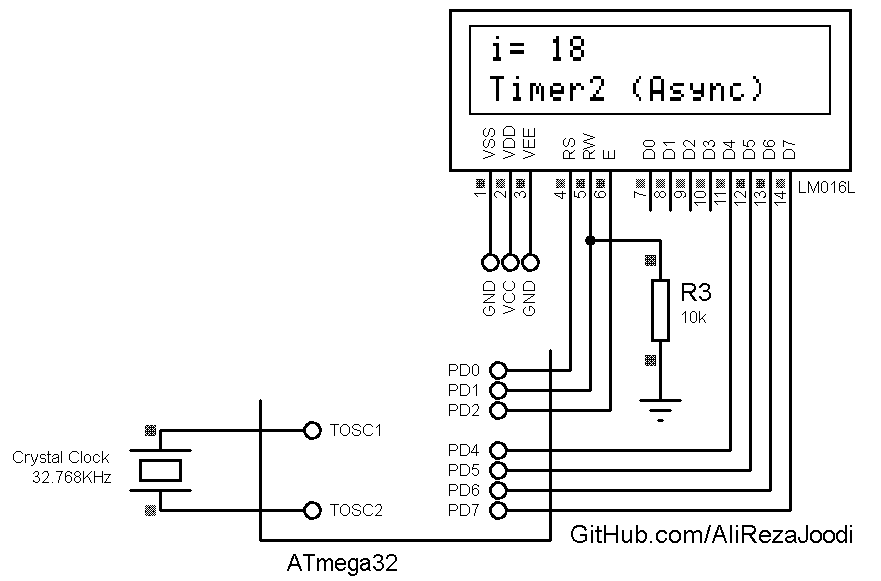 i= 18
Timer2 (Async)
VSS
VDD
VEE
RS
RW
E
D0
D1
D2
D3
D4
D5
D6
D7
1
2
3
4
5
6
7
8
9
10
11
12
13
14
LM016L
GND
VCC
GND
R3
10k
PD0
PD1
PD2
TOSC1
PD4
Crystal Clock
32.768KHz
PD5
PD6
TOSC2
PD7
GitHub.com/AliRezaJoodi
ATmega32